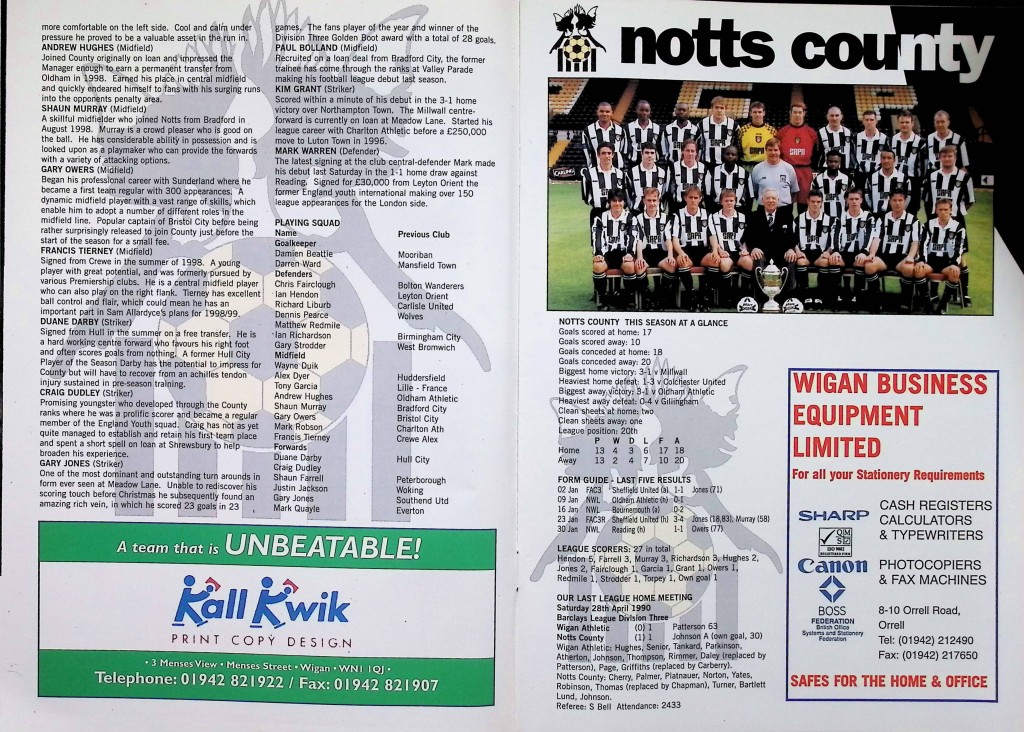 more comfortable on the left side. Cool and calm under
pressure he proved to be a valuable asset in the run in.
ANDREW HUGHES (Midfield)
Joined County originally on loan and impressed the
Manager enough to earn a permanent transfer from
Oldham in 1998. Earned his place in central midfield
and quickly endeared himself to fans with his surging runs
into the opponents penalty area.
SHAUN MURRAY (Midfield)
A skillful midfielder who joined Notts from Bradford in
August 1998. Murray is a crowd pleaser who is good on
the ball. He has considerable ability in possession and is
looked upon as a playmaker who can provide the forwards
with a variety of attacking options.
GARY OWERS (Midfield)
Began his professional career with Sunderland where he
became a first team regular with 300 appearances. A
dynamic midfield player with a vast range of skills, which
enable him to adopt a number of different roles in the
midfield line. Popular captain of Bristol City before being
rather surprisingly released to join County just before the
start of the season for a small fee.
FRANCIS TIERNEY (Midfield)
Signed from Crewe in the summer of 1998. A young
player with great potential, and was formerly pursued by
various Premiership clubs. He is a central midfield player
who can also play on the right flank. Tierney has excellent
ball control and flair, which could mean he has an
important part in Sam Allardyce's plans for 1998/99.
DUANE DARBY (Striker)
Signed from Hull in the summer on a free transfer. He is
a hard working centre forward who favours his right foot
and often scores goals from nothing. A former Hull City
Player of the Season Darby has the potential to impress for
County but will have to recover from an achilles tendon
injury sustained in pre-season training.
CRAIG DUDLEY (Striker)
Promising youngster who developed through the County
ranks where he was a prolific scorer and became a regular
member of the England Youth squad. Craig has not as yet
quite managed to establish and retain his first team place
and spent a short spell on loan at Shrewsbury to help
broaden his experience.
GARY JONES (Striker)
One of the most dominant and outstanding turn arounds in
form ever seen at Meadow Lane. Unable to rediscover his
scoring touch before Christmas he subsequently found an
amazing rich vein, in which he scored 23 goals in 23
games. The fans player of the year and winner of the
Division Three Golden Boot award with a total of 28 goals.
PAUL BOLLAND (Midfield)
Recruited on a loan deal from Bradford City, the former
trainee has come through the ranks at Valley Parade
making his football league debut last season.
KIM GRANT (Striker)
Scored within a minute of his debut in the 3-1 home
victory over Northampton Town. The Millwall centre-
forward is currently on loan at Meadow Lane. Started his
league career with Charlton Athletic before a £250,000
move to Luton Town in 1996.
MARK WARREN (Defender)
The latest signing at the club central-defender Mark made
his debut last Saturday in the 1-1 home draw against
Reading. Signed for £30,000 from Leyton Orient the
former England youth international making over 150
league appearances for the London side.
PLAYING SQUAD
Name Previous Club
Goalkeeper
Damien Beattie Mooriban
Darren Ward Mansfield Town
Defenders
Chris Fairclough Bolton Wanderers
Ian Hendon Leyton Orient
Richard Liburb Carlisle United
Dennis Pearce Wolves
Matthew Redmile
Ian Richardson Birmingham City
Gary Strodder West Bromwich
Midfield
Wayne Duik
Alex Dyer Huddersfield
Tony Garcia Lille - France
Andrew Hughes Oldham Athletic
Shaun Murray Bradford City
Gary Owers Bristol City
Mark Robson Charlton Ath
Francis Tierney Crewe Alex
Forwards
Duane Darby Hull City
Craig Dudley
Shaun Farrell Peterborough
Justin Jackson Woking
Gary Jones Southend Utd
Mark Quayle Everton
A team that is UNBEATABLE!
Kall Kwik
PRINT COPY DESIGN
• 3 Menses View • Menses Street • Wigan • WN1 1QJ •
Telephone: 01942 821922 / Fax: 01942 821907
notts county
NOTTS COUNTY THIS SEASON AT A GLANCE
Goals scored at home: 17
Goals scored away: 10
Goals conceded at home: 18
Goals conceded away: 20
Biggest home victory: 3-1 v Millwall
Heaviest home defeat: 1-3 v Colchester United
Biggest away victory: 3-1 v Oldham Athletic
Heaviest away defeat: 0-4 v Gillingham
Clean sheets at home: two
Clean sheets away: one
League position: 20th
P W D L F A
Home 13 4 3 6 17 18
Away 13 2 4 7 10 20
FORM GUIDE - LAST FIVE RESULTS
02 Jan FAC3 Sheffield United (a) 1-1 Jones (71)
09 Jan NWL Oldham Athletic (h) 0-1
16 Jan NWL Bournemouth (a) 0-2
23 Jan FAC3R Sheffield United (h) 3-4 Jones (18,83), Murray (58)
30 Jan NWL Reading (h) 1-1 Owers (77)
LEAGUE SCORERS: 27 in total
Hendon 5, Farrell 3, Murray 3, Richardson 3, Hughes 2,
Jones 2, Fairclough 1, Garcia 1, Grant 1, Owers 1,
Redmile 1, Strodder 1, Torpey 1, Own goal 1
OUR LAST LEAGUE HOME MEETING
Saturday 28th April 1990
Barclays League Division Three
Wigan Athletic (0) 1 Patterson 63
Notts County (1) 1 Johnson A (own goal, 30)
Wigan Athletic: Hughes, Senior, Tankard, Parkinson,
Atherton, Johnson, Thompson, Rimmer, Daley (replaced by
Patterson), Page, Griffiths (replaced by Carberry).
Notts County: Cherry, Palmer, Platnauer, Norton, Yates,
Robinson, Thomas (replaced by Chapman), Turner, Bartlett
Lund, Johnson.
Referee: S Bell Attendance: 2433
WIGAN BUSINESS
EQUIPMENT
LIMITED
For all your Stationery Requirements
SHARP
CASH REGISTERS
CALCULATORS
& TYPEWRITERS
Canon
PHOTOCOPIERS
& FAX MACHINES
BOSS
FEDERATION
British Office
Systems and Stationery
Federation
8-10 Orrell Road,
Orrell
Tel: (01942) 212490
Fax: (01942) 217650
SAFES FOR THE HOME & OFFICE